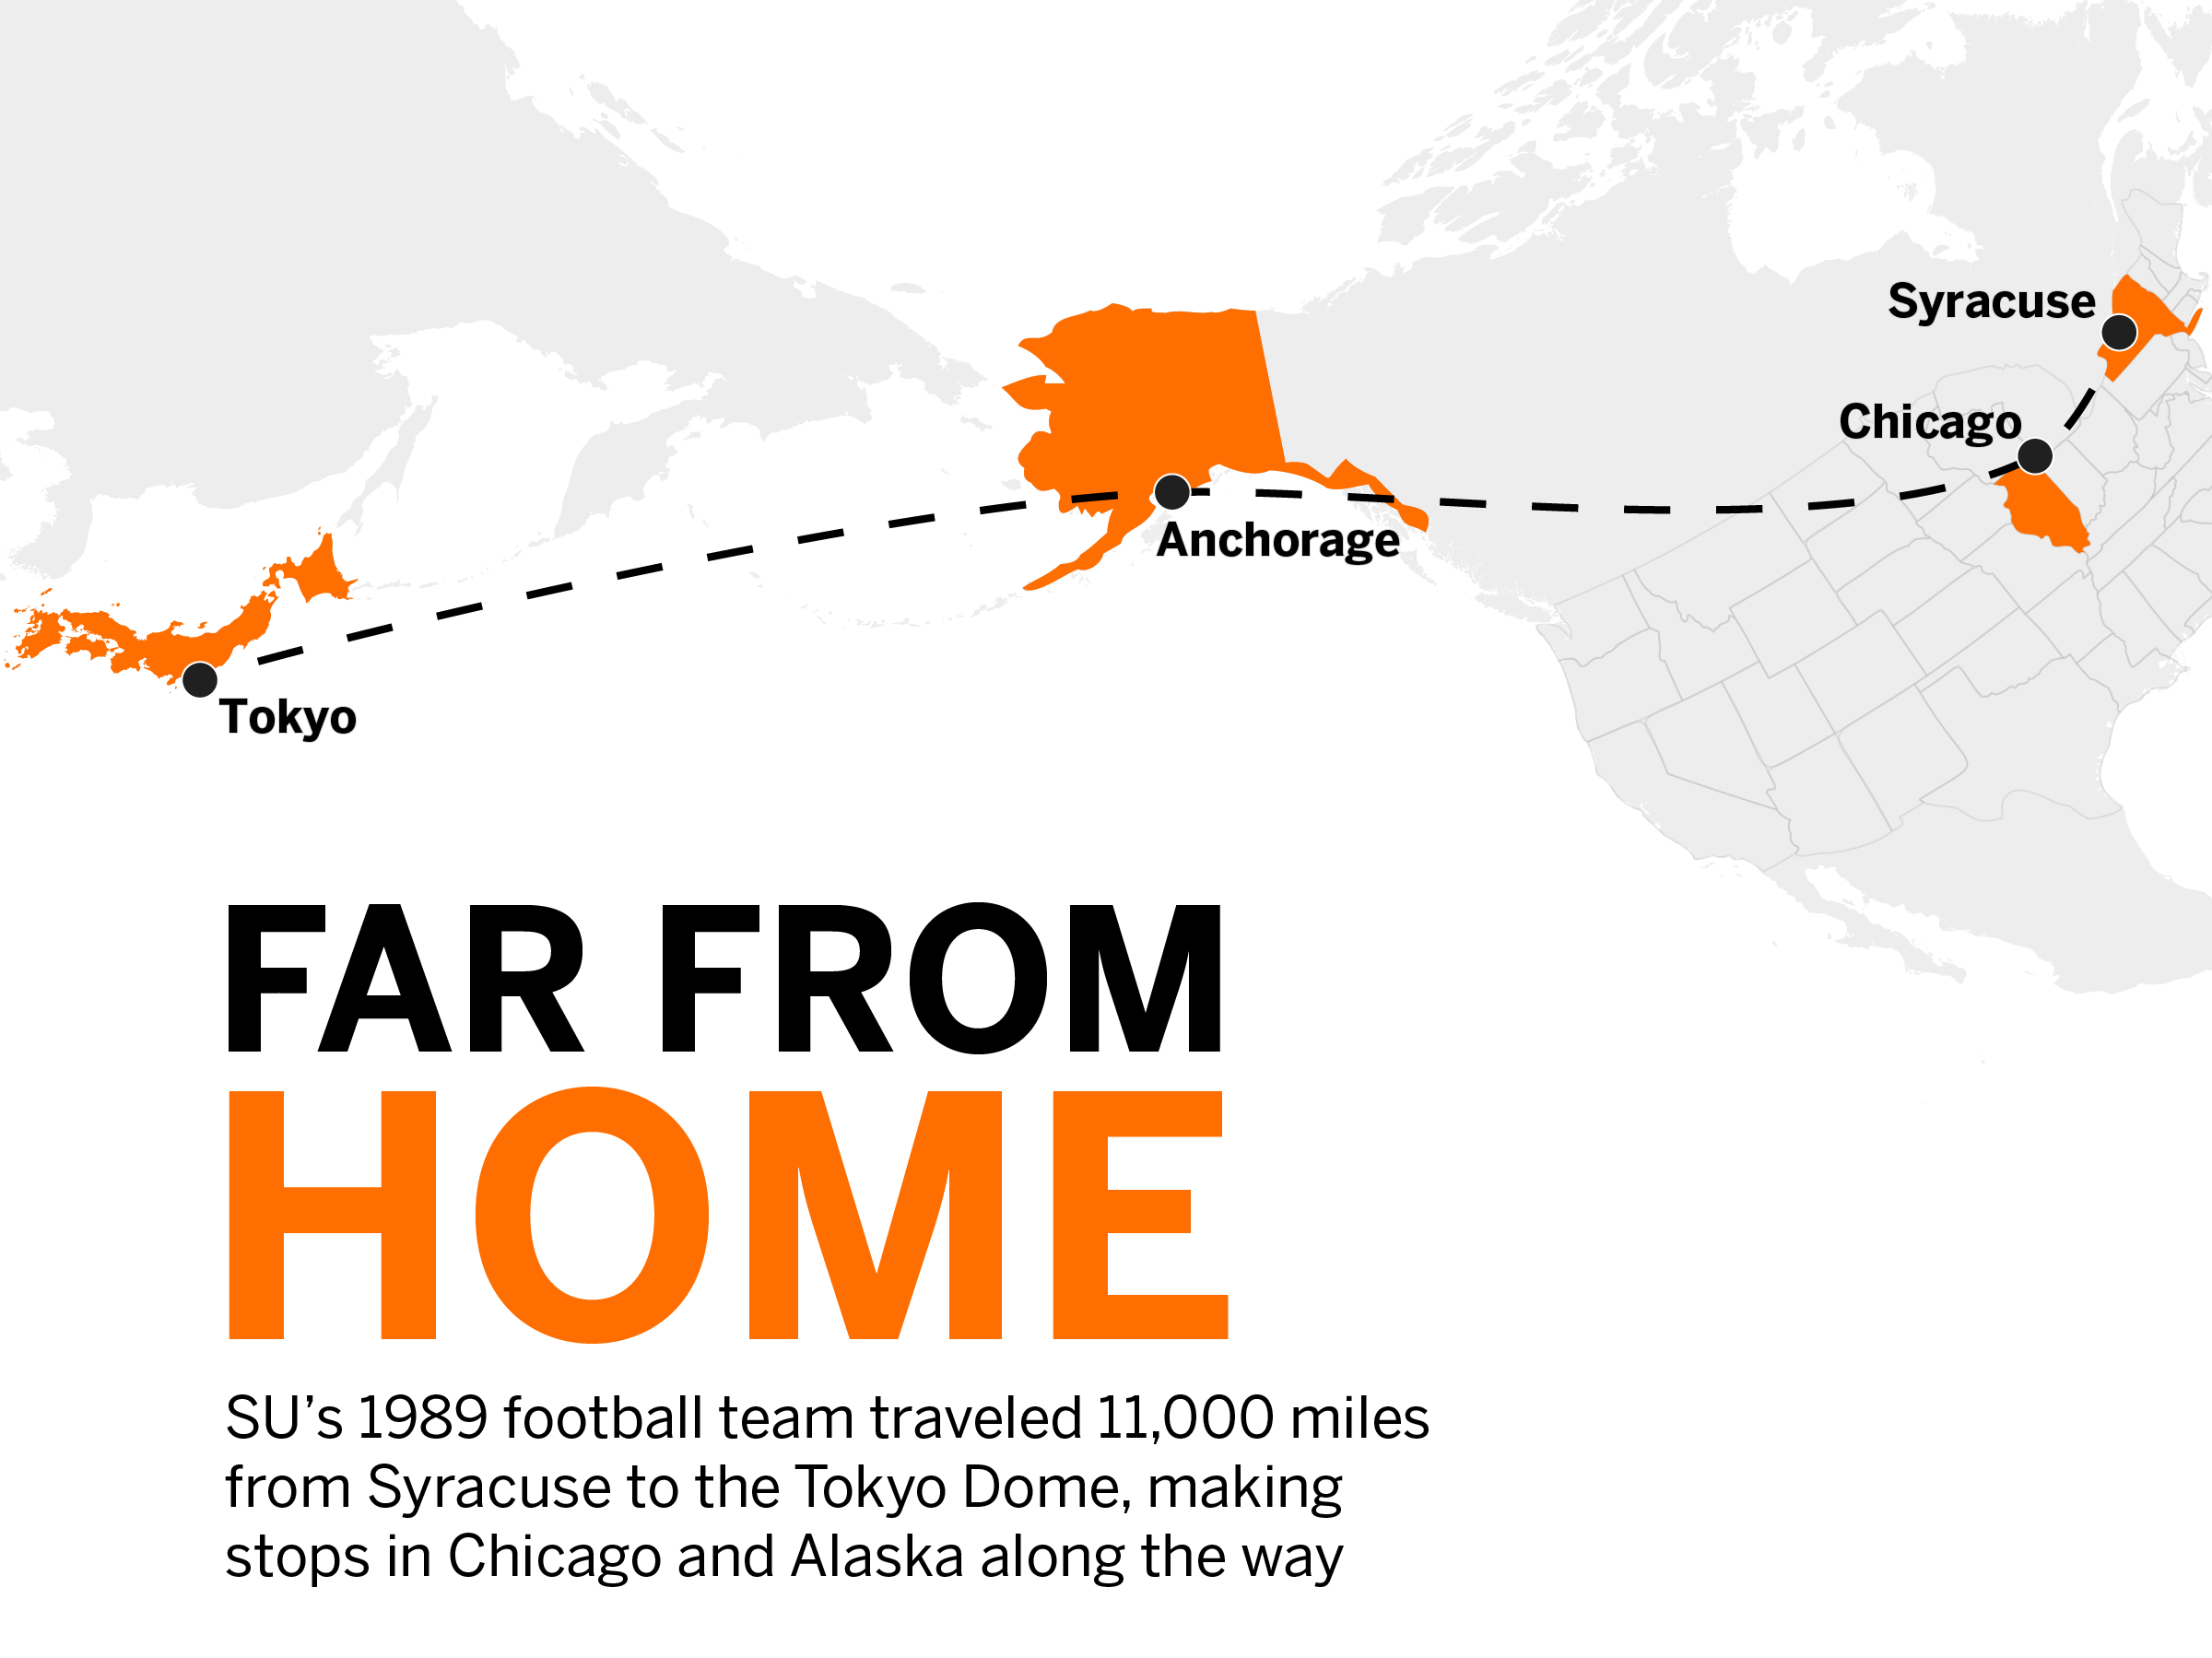 Syracuse
Chicago
Anchorage
Tokyo
FAR FROM
HOME
SU’s 1989 football team traveled 11,000 miles
from Syracuse to the Tokyo Dome, making
stops in Chicago and Alaska along the way